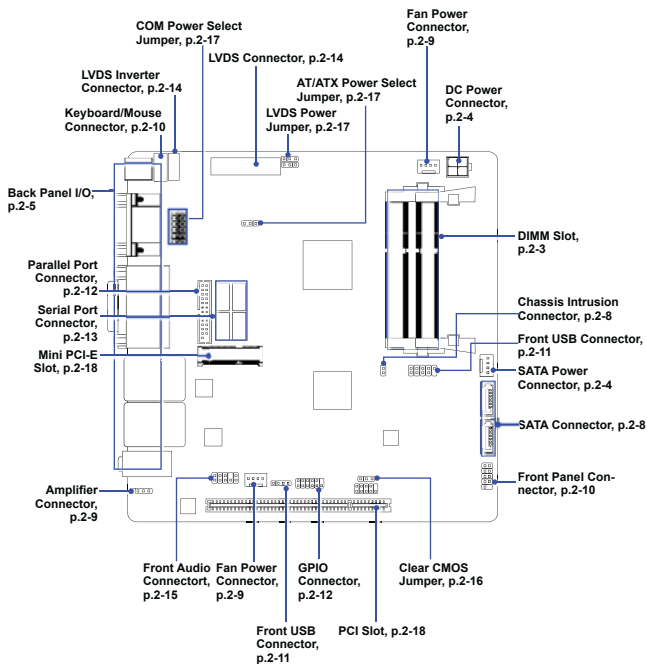 Fan Power
Connector,
p.2-9
COM Power Select
Jumper, p.2-17
LVDS Connector, p.2-14
LVDS Inverter
Connector, p.2-14
AT/ATX Power Select
Jumper, p.2-17
DC Power
Connector,
p.2-4
Keyboard/Mouse
Connector, p.2-10
LVDS Power
Jumper, p.2-17
Back Panel I/O,
p.2-5
DIMM Slot,
p.2-3
Parallel Port
Connector,
p.2-12
Chassis Intrusion
Connector, p.2-8
Serial Port
Connector,
p.2-13
Front USB Connector,
p.2-11
Mini PCI-E
Slot, p.2-18
SATA Power
Connector, p.2-4
SATA Connector, p.2-8
Amplifier
Connector,
p.2-9
Front Panel Con-
nector, p.2-10
Front Audio
Connectort,
p.2-15
Fan Power
Connector,
p.2-9
GPIO
Connector,
p.2-12
Clear CMOS
Jumper, p.2-16
Front USB
Connector,
p.2-11
PCI Slot, p.2-18